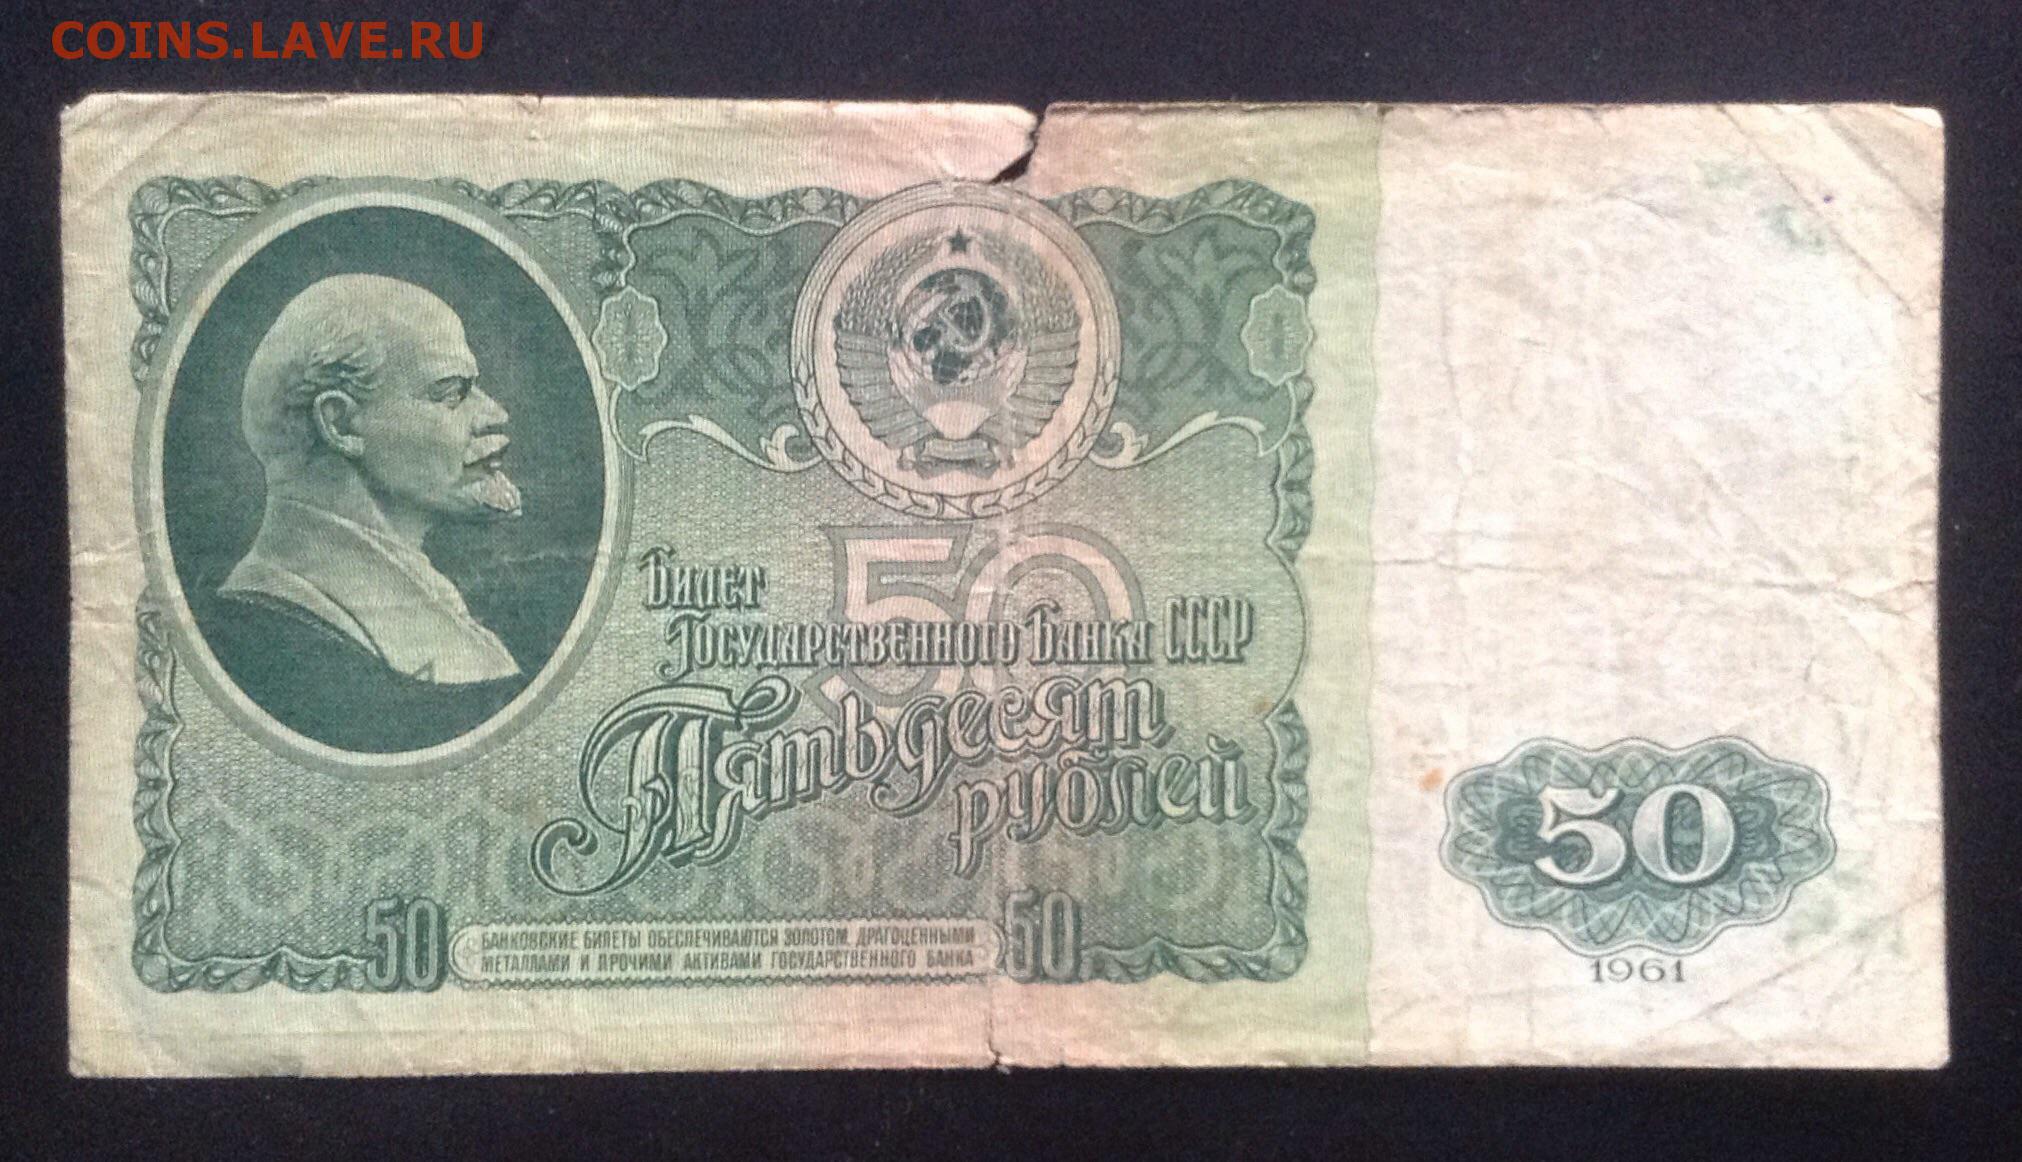 COINS.LAVE.RU
Билет
Государственного Банка СССР
50
Пятьдесят
рублей
50
50
БАНКОВСКИЕ БИЛЕТЫ ОБЕСПЕЧИВАЮТСЯ ЗОЛОТОМ, ДРАГОЦЕННЫМИ
МЕТАЛЛАМИ И ПРОЧИМИ АКТИВАМИ ГОСУДАРСТВЕННОГО БАНКА
50
1961